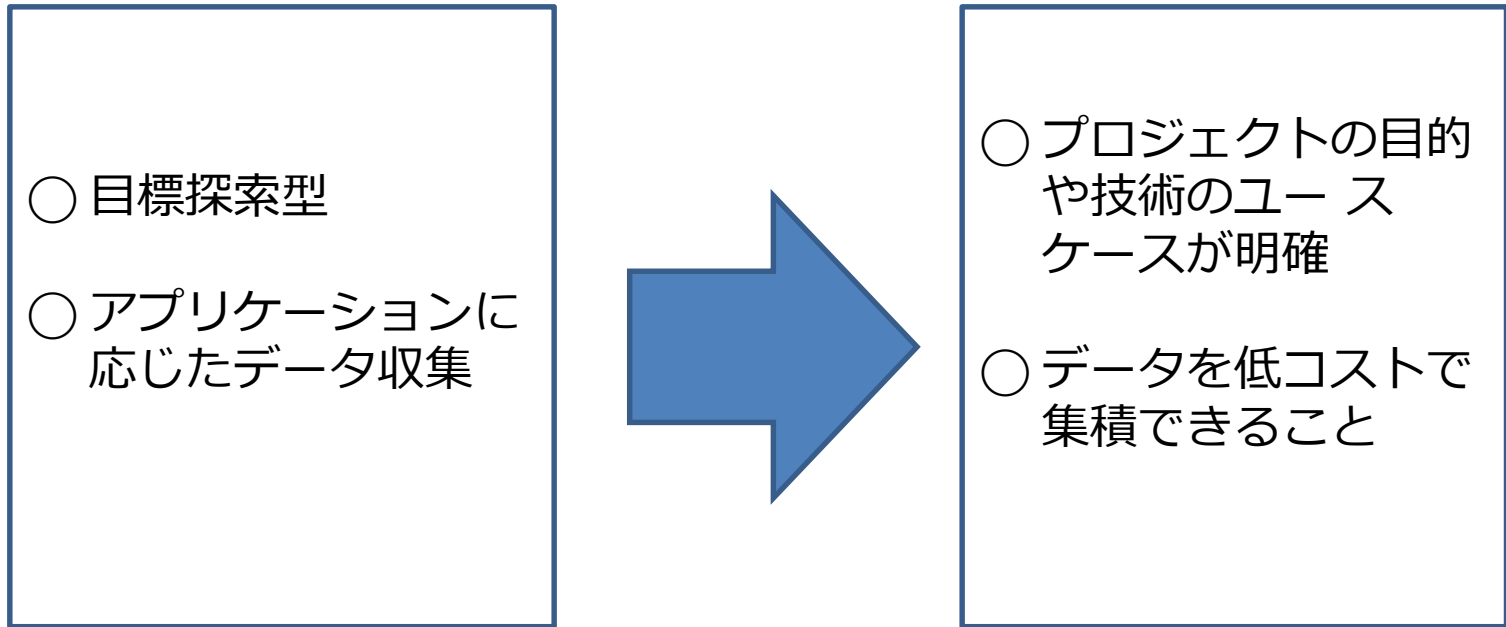 ○ 目標探索型
○ アプリケーションに
応じたデータ収集
○ プロジェクトの目的
や技術のユー ス
ケースが明確
○ データを低コストで
集積できること